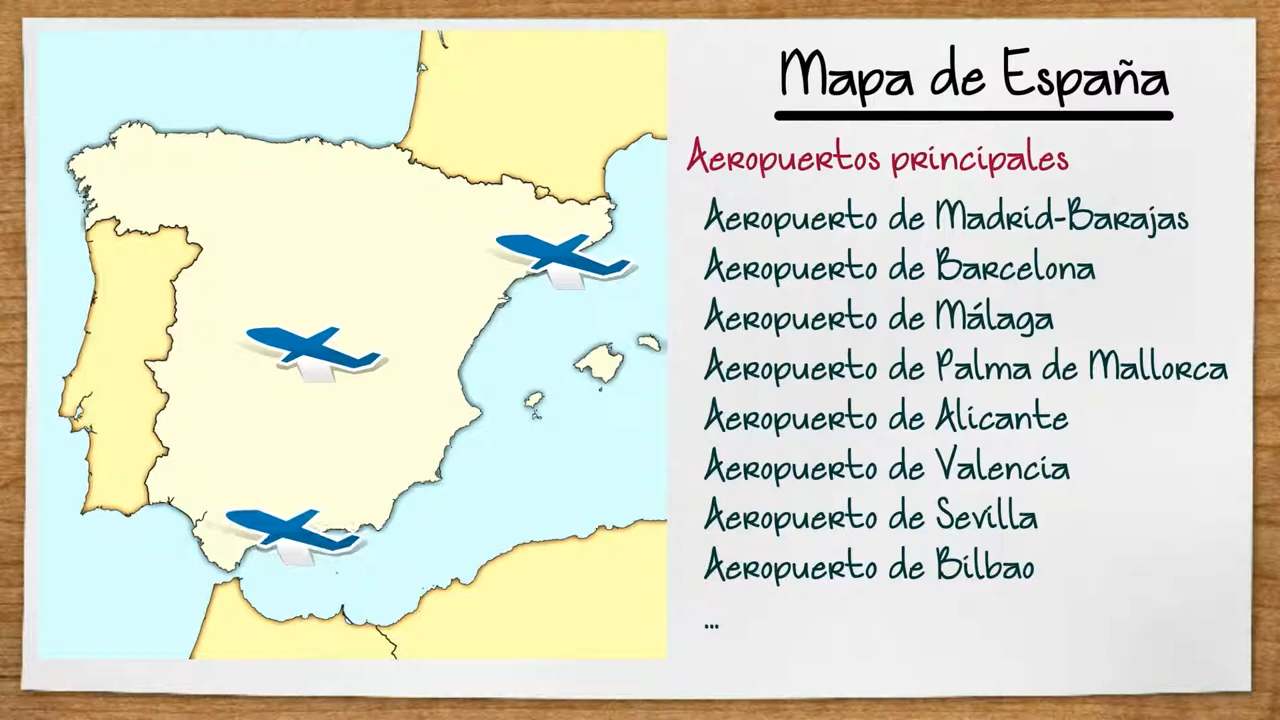 Mapa de España
Aeropuertos principales
Aeropuerto de Madrid-Barajas
Aeropuerto de Barcelona
Aeropuerto de Málaga
Aeropuerto de Palma de Mallorca
Aeropuerto de Alicante
Aeropuerto de Valencia
Aeropuerto de Sevilla
Aeropuerto de Bilbao
...